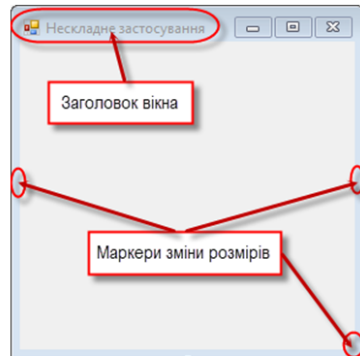 Нескладне застосування
Заголовок вікна
Маркери зміни розмірів